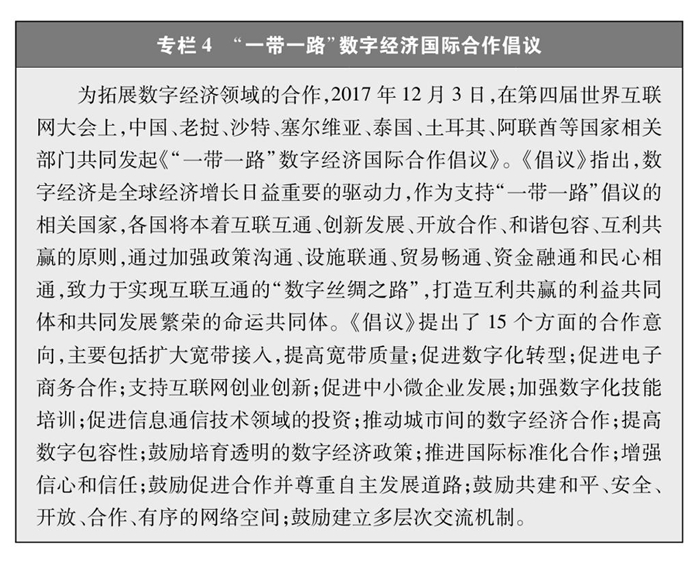 专栏4 “一带一路”数字经济国际合作倡议
为拓展数字经济领域的合作,2017年12月3日,在第四届世界互联
网大会上,中国、老挝、沙特、塞尔维亚、泰国、土耳其、阿联酋等国家相关
部门共同发起《“一带一路”数字经济国际合作倡议》。《倡议》指出,数
字经济是全球经济增长日益重要的驱动力,作为支持“一带一路”倡议的
相关国家,各国将本着互联互通、创新发展、开放合作、和谐包容、互利共
赢的原则,通过加强政策沟通、设施联通、贸易畅通、资金融通和民心相
通,致力于实现互联互通的“数字丝绸之路”,打造互利共赢的利益共同
体和共同发展繁荣的命运共同体。《倡议》提出了15个方面的合作意
向,主要包括扩大宽带接入,提高宽带质量;促进数字化转型;促进电子
商务合作;支持互联网创业创新;促进中小微企业发展;加强数字化技能
培训;促进信息通信技术领域的投资;推动城市间的数字经济合作;提高
数字包容性;鼓励培育透明的数字经济政策;推进国际标准化合作;增强
信心和信任;鼓励促进合作并尊重自主发展道路;鼓励共建和平、安全、
开放、合作、有序的网络空间;鼓励建立多层次交流机制。